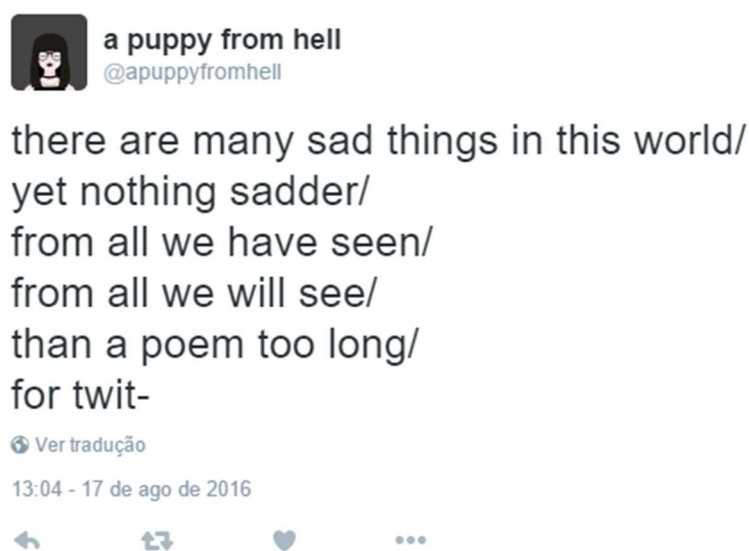 a puppy from hell
@apuppyfromhell
there are many sad things in this world/
yet nothing sadder/
from all we have seen/
from all we will see/
than a poem too long/
for twit-
Ver tradução
13:04 - 17 de ago de 2016